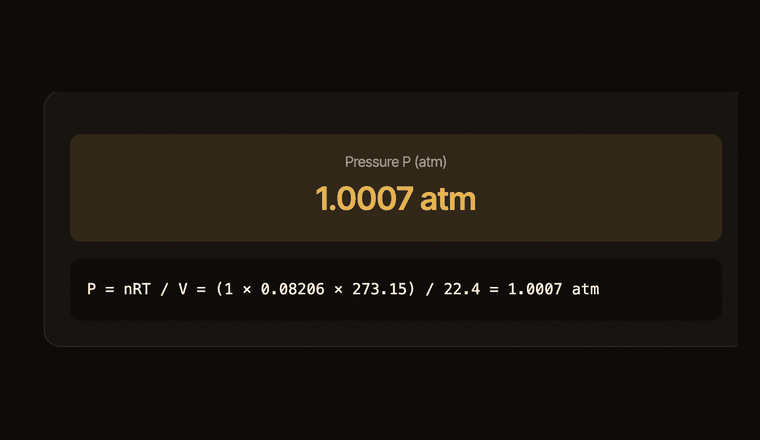 Pressure P (atm)
1.0007 atm
P = nRT / V = (1 × 0.08206 × 273.15) / 22.4 = 1.0007 atm